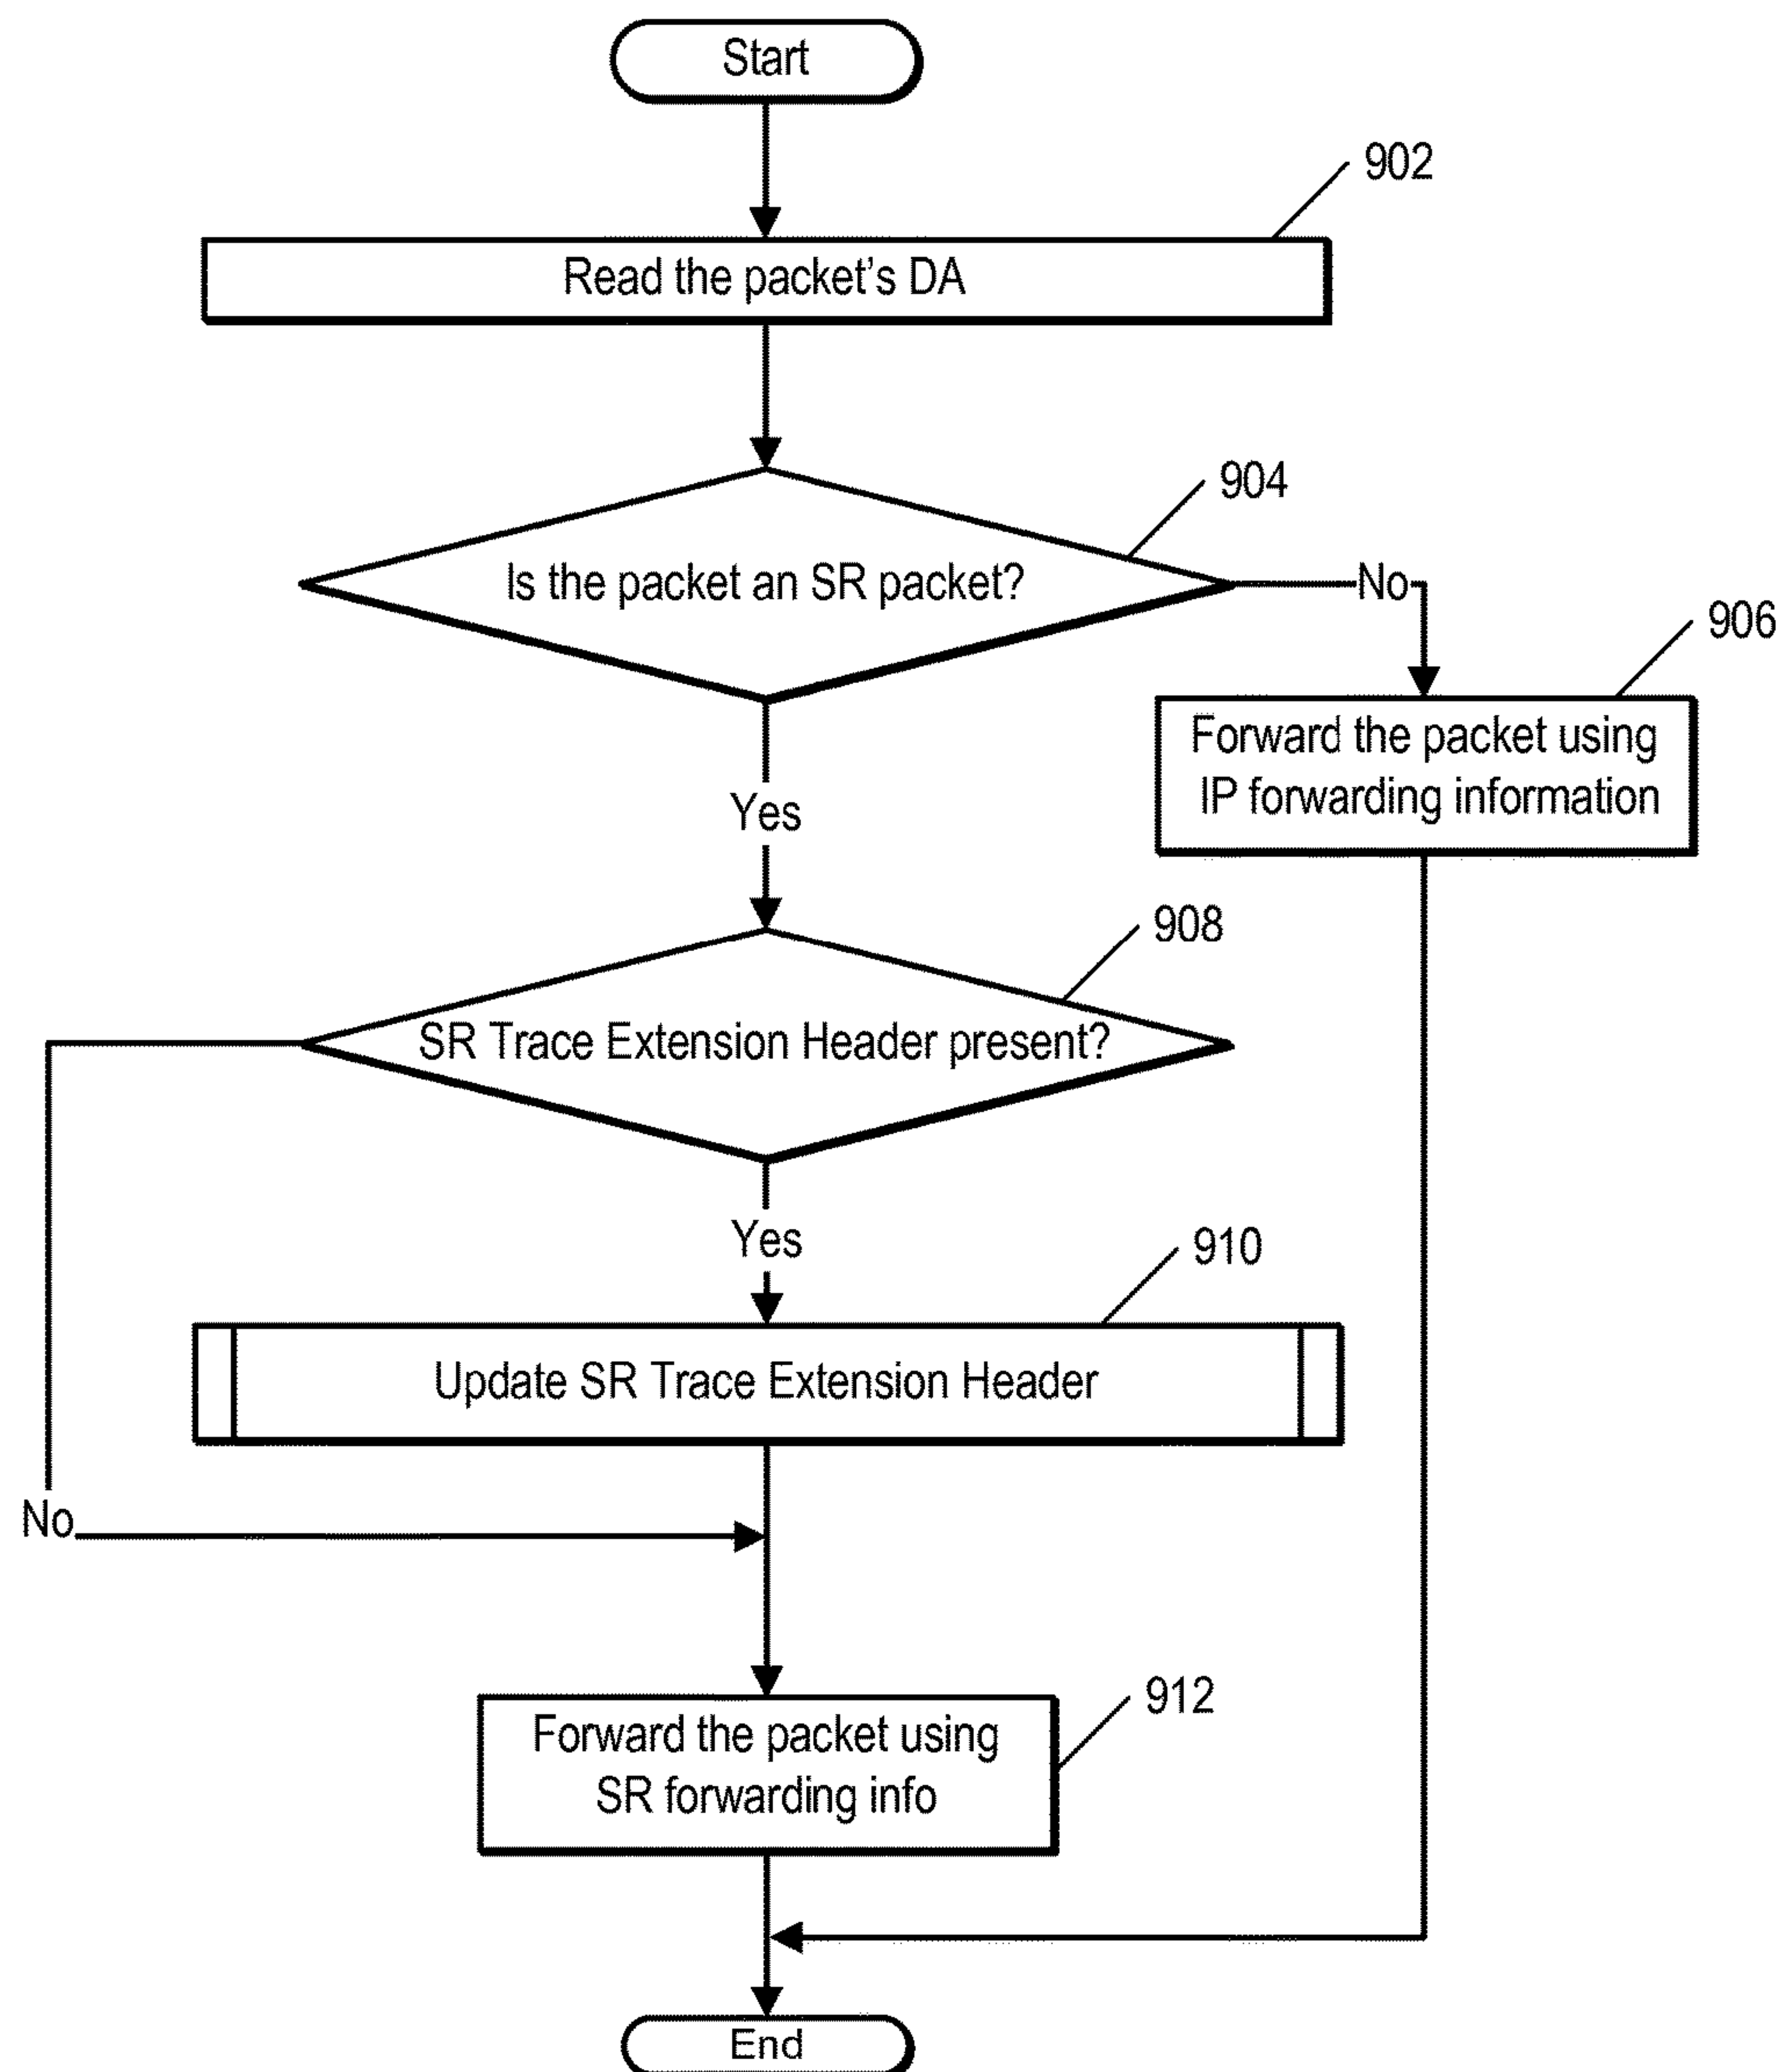 Start
902
Read the packet's DA
904
Is the packet an SR packet?
No
906
Forward the packet using
IP forwarding information
Yes
908
SR Trace Extension Header present?
Yes
910
Update SR Trace Extension Header
No
912
Forward the packet using
SR forwarding info
End